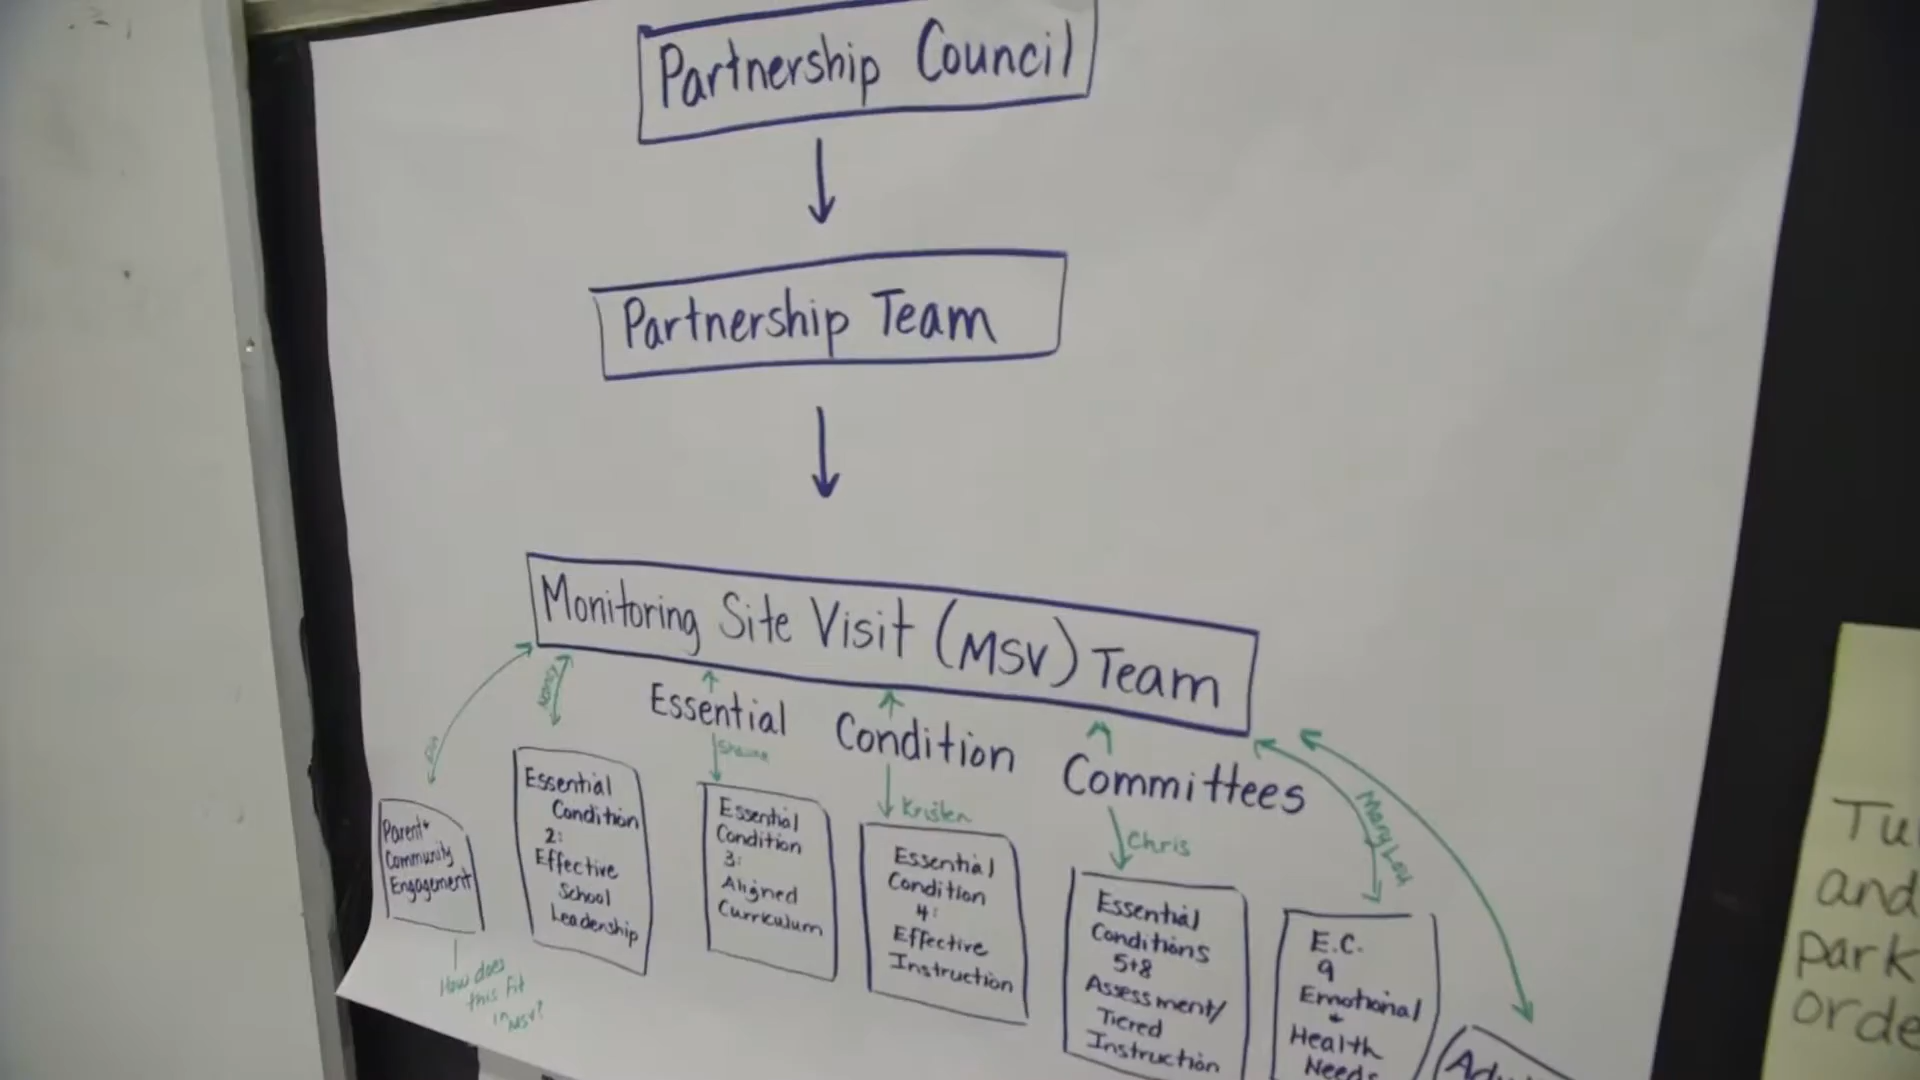 Partnership Council
Partnership Team
Monitoring Site Visit (MSV) Team
Essential Condition Committees
Shauna
Kristen
Chris
Mary Lou
Parent +
Community
Engagement
How does
this fit
in MSV?
Essential
Condition
2:
Effective
School
Leadership
Essential
Condition
3:
Aligned
Curriculum
Essential
Condition
4:
Effective
Instruction
Essential
Conditions
5+8
Assessment/
Tiered
Instruction
E.C.
9
Emotional
+
Health
Needs
and
park